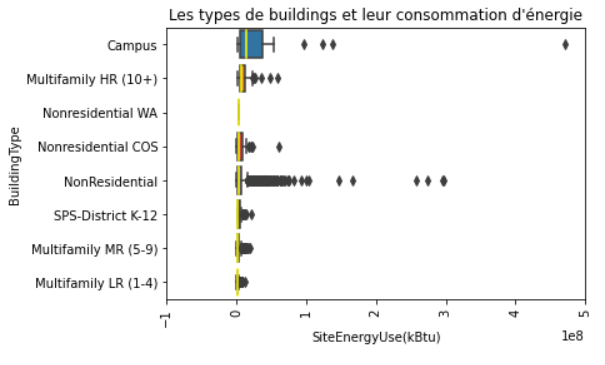 Les types de buildings et leur consommation d'énergie
BuildingType
Campus
Multifamily HR (10+)
Nonresidential WA
Nonresidential COS
NonResidential
SPS-District K-12
Multifamily MR (5-9)
Multifamily LR (1-4)
−1 0 1 2 3 4 5
1e8
SiteEnergyUse(kBtu)